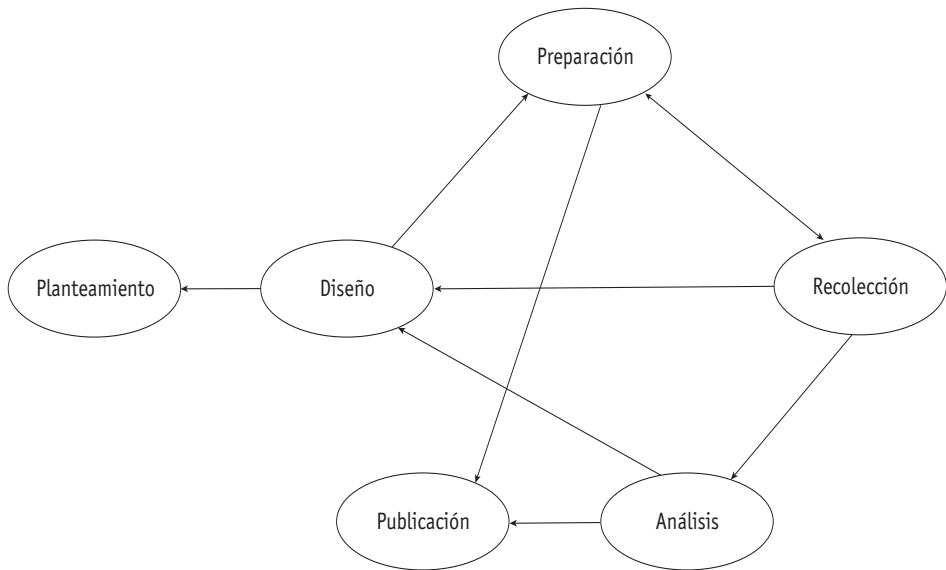 Preparación
Planteamiento
Diseño
Recolección
Publicación
Análisis